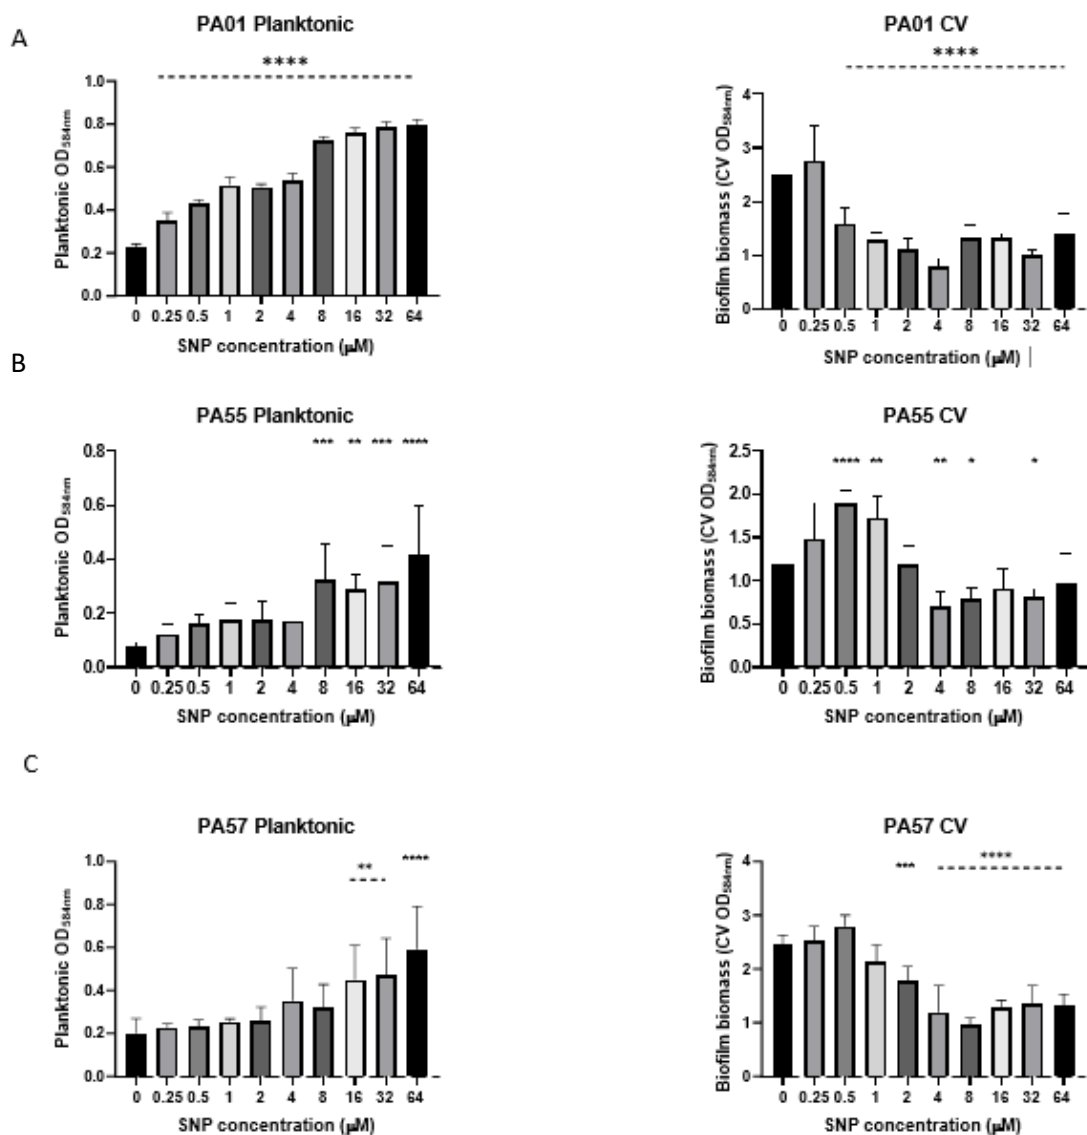 A
PA01 Planktonic
****
Planktonic OD584nm
1.0
0.8
0.6
0.4
0.2
0.0
0 0.25 0.5 1 2 4 8 16 32 64
SNP concentration (μM)
PA01 CV
****
Biofilm biomass (CV OD584nm)
4
3
2
1
0
0 0.25 0.5 1 2 4 8 16 32 64
SNP concentration (μM)
B
PA55 Planktonic
*** ** *** ****
Planktonic OD584nm
0.8
0.6
0.4
0.2
0.0
0 0.25 0.5 1 2 4 8 16 32 64
SNP concentration (μM)
PA55 CV
**** ** ** * *
Biofilm biomass (CV OD584nm)
2.5
2.0
1.5
1.0
0.5
0.0
0 0.25 0.5 1 2 4 8 16 32 64
SNP concentration (μM)
C
PA57 Planktonic
** ****
Planktonic OD584nm
1.0
0.8
0.6
0.4
0.2
0.0
0 0.25 0.5 1 2 4 8 16 32 64
SNP concentration (μM)
PA57 CV
*** ****
Biofilm biomass (CV OD584nm)
4
3
2
1
0
0 0.25 0.5 1 2 4 8 16 32 64
SNP concentration (μM)